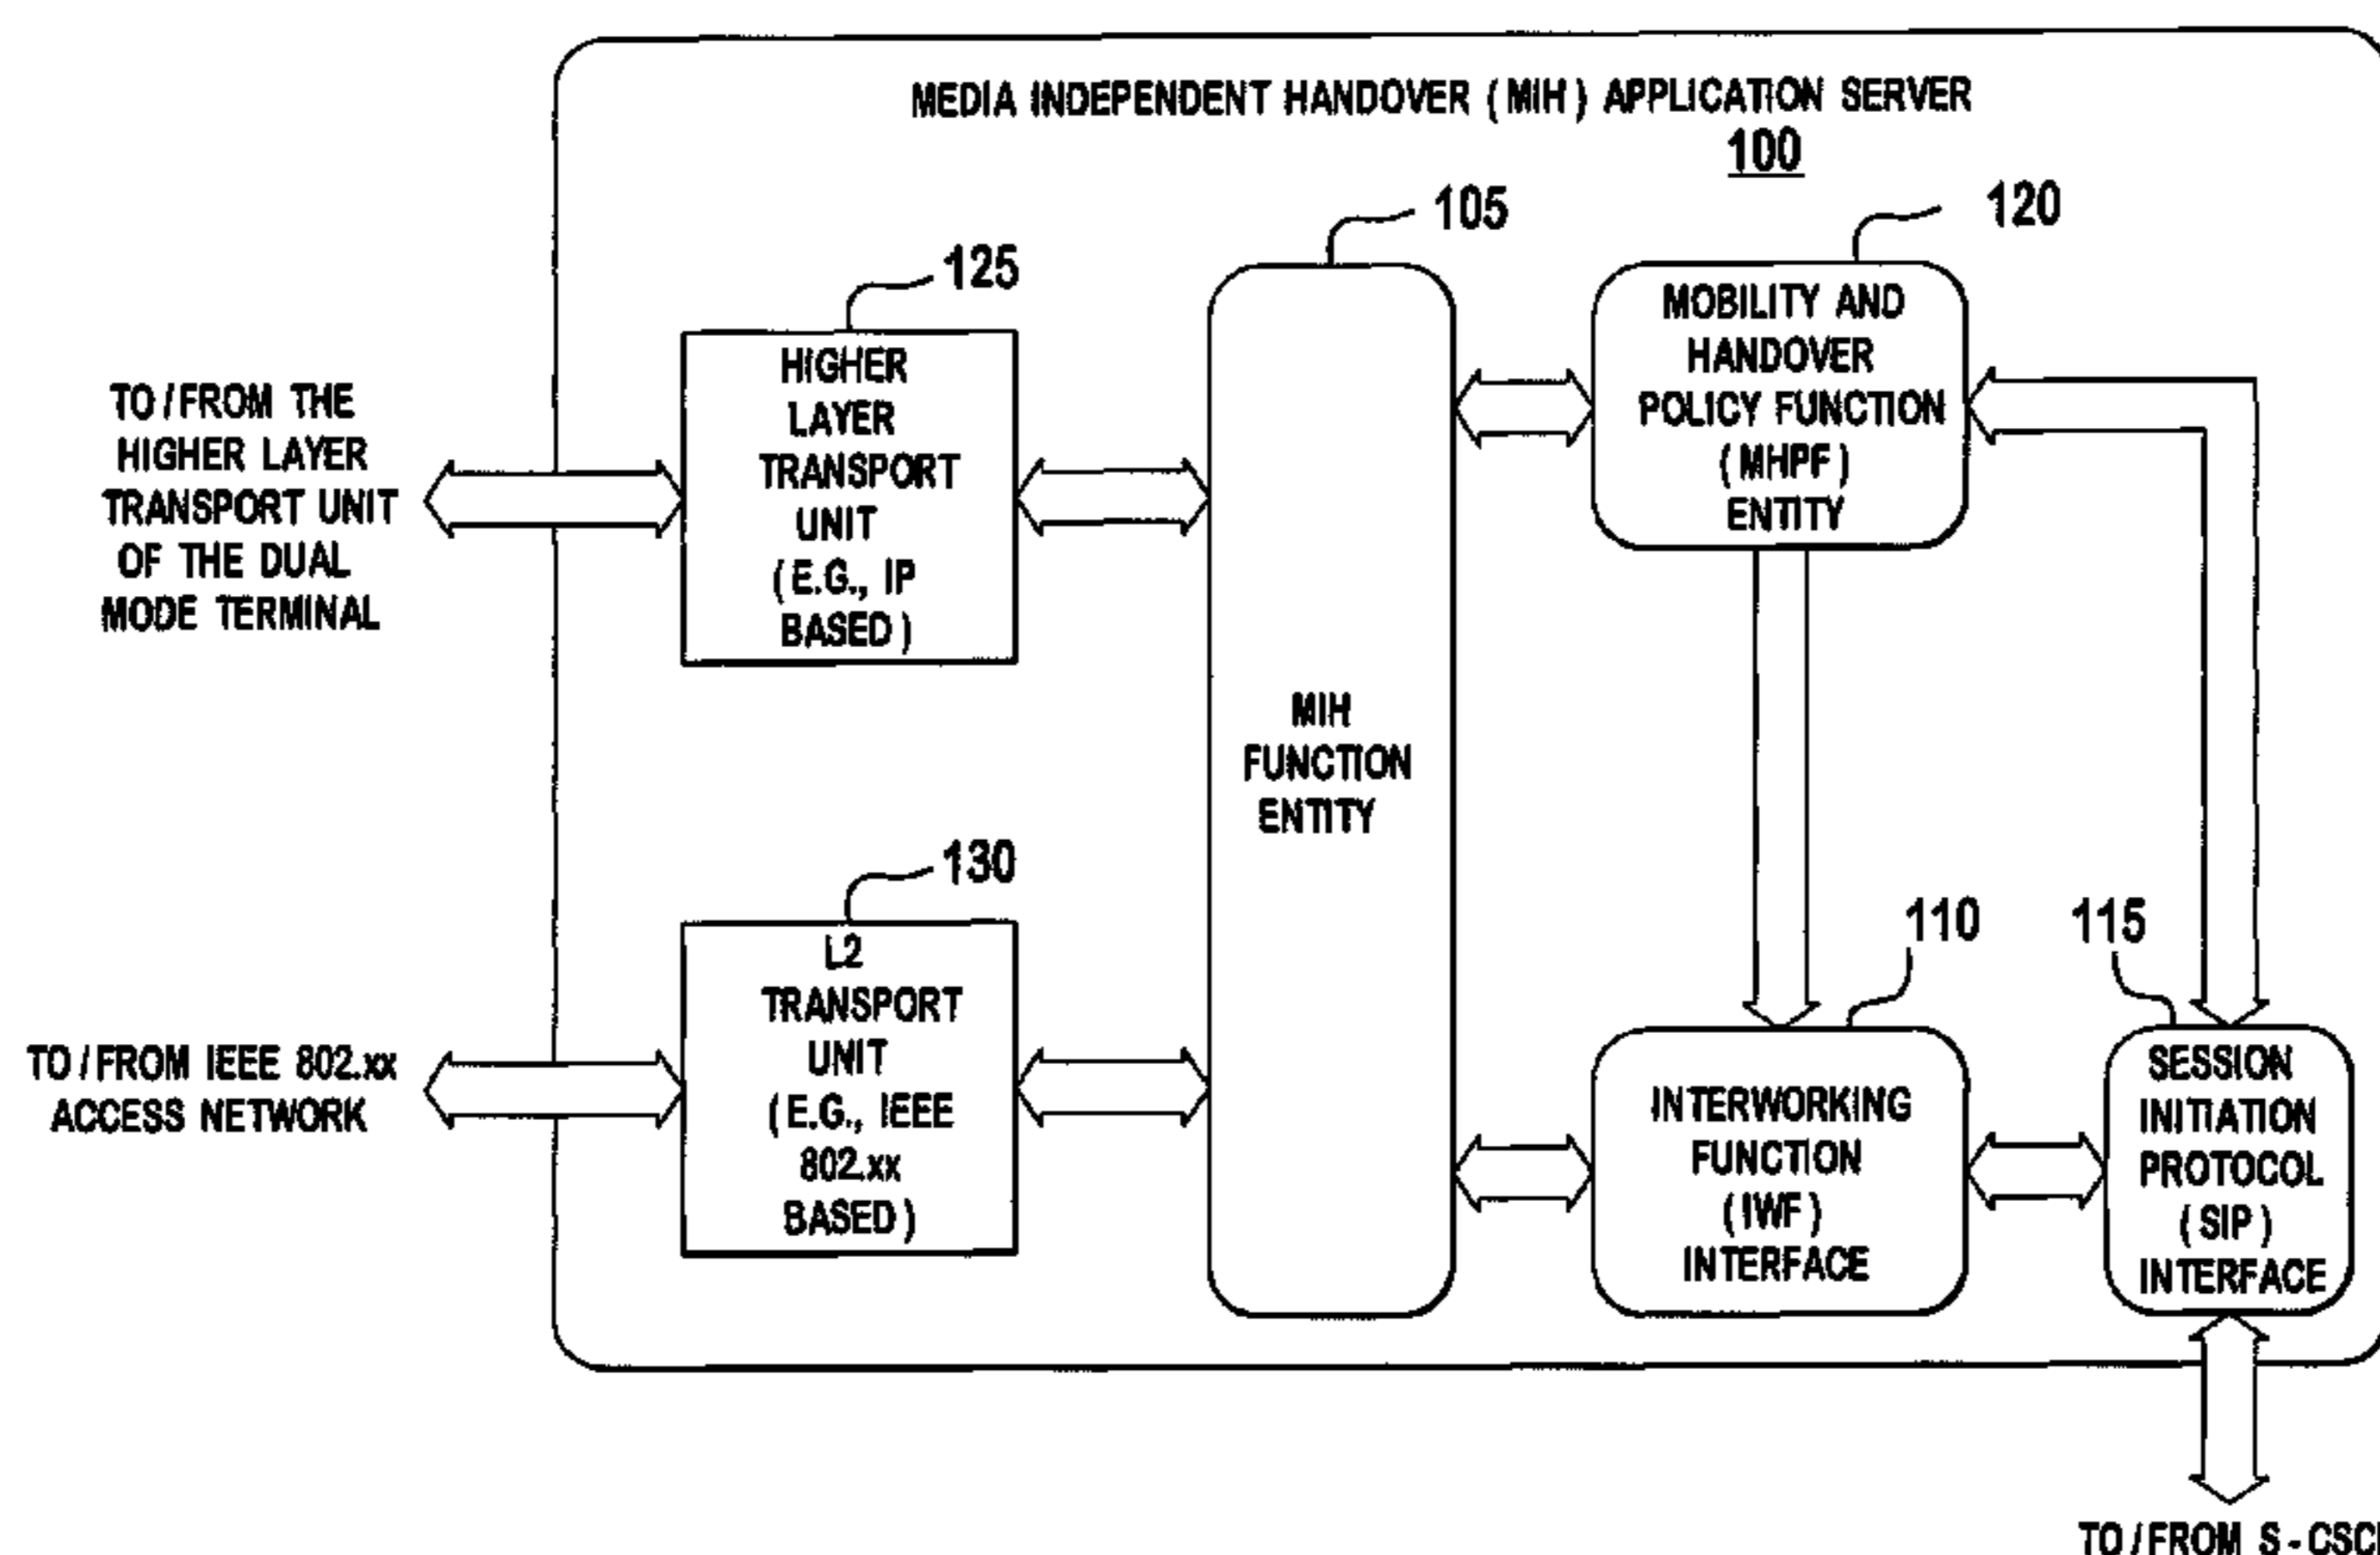 MEDIA INDEPENDENT HANDOVER (MIH) APPLICATION SERVER
100
105
120
125
MOBILITY AND
HANDOVER
POLICY FUNCTION
(MHPF)
ENTITY
HIGHER
LAYER
TRANSPORT
UNIT
(E.G., IP
BASED)
TO/FROM THE
HIGHER LAYER
TRANSPORT UNIT
OF THE DUAL
MODE TERMINAL
MIH
FUNCTION
ENTITY
130
110
115
L2
TRANSPORT
UNIT
(E.G., IEEE
802.xx
BASED)
TO/FROM IEEE 802.xx
ACCESS NETWORK
INTERWORKING
FUNCTION
(IWF)
INTERFACE
SESSION
INITIATION
PROTOCOL
(SIP)
INTERFACE
TO/FROM S-